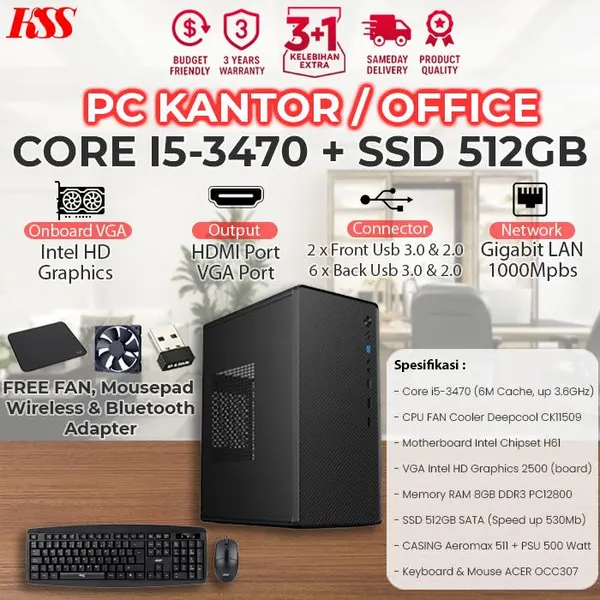 KSS
$
BUDGET
FRIENDLY
3
3 YEARS
WARRANTY
3+1
KELEBIHAN
EXTRA
SAMEDAY
DELIVERY
PRODUCT
QUALITY
PC KANTOR / OFFICE
CORE I5-3470 + SSD 512GB
Onboard VGA
Intel HD
Graphics
Output
HDMI Port
VGA Port
Connector
2 x Front Usb 3.0 & 2.0
6 x Back Usb 3.0 & 2.0
Network
Gigabit LAN
1000Mpbs
FREE FAN, Mousepad
Wireless & Bluetooth
Adapter
Spesifikasi :
- Core i5-3470 (6M Cache, up 3.6GHz)
- CPU FAN Cooler Deepcool CK11509
- Motherboard Intel Chipset H61
- VGA Intel HD Graphics 2500 (board)
- Memory RAM 8GB DDR3 PC12800
- SSD 512GB SATA (Speed up 530Mb)
- CASING Aeromax 511 + PSU 500 Watt
- Keyboard & Mouse ACER OCC307